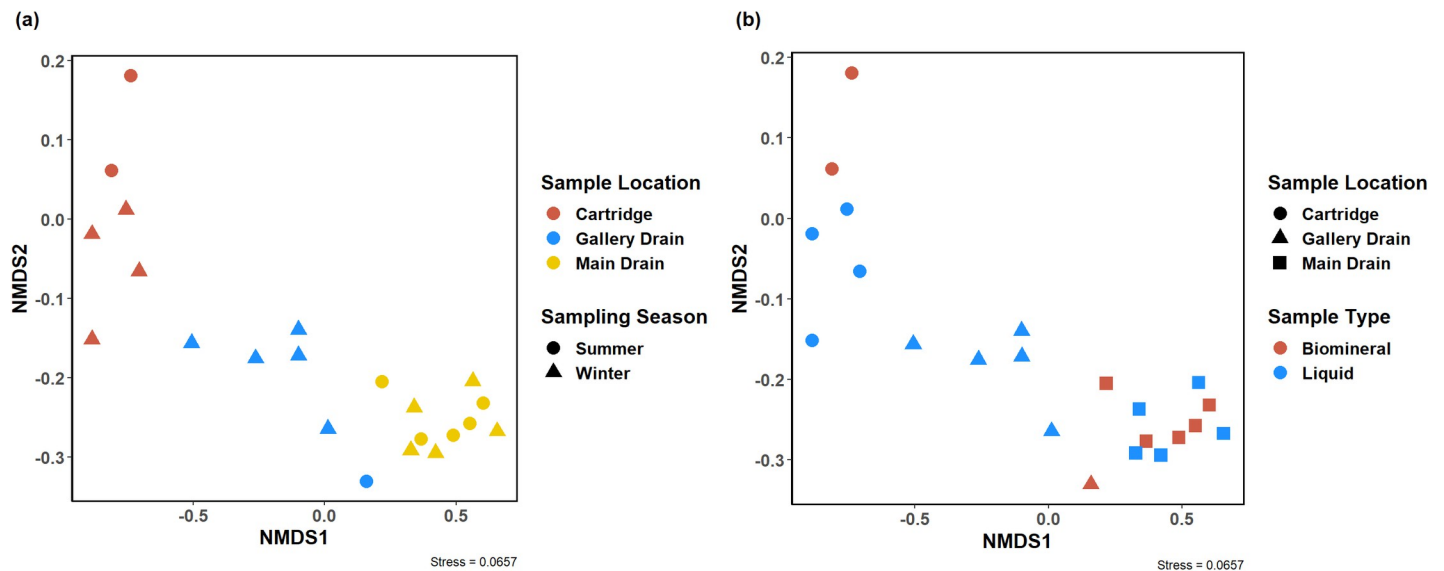 (a)
0.2
0.1
0.0
-0.1
-0.2
-0.3
NMDS2
-0.5
0.0
0.5
NMDS1
Stress = 0.0657
Sample Location
Cartridge
Gallery Drain
Main Drain
Sampling Season
Summer
Winter
(b)
0.2
0.1
0.0
-0.1
-0.2
-0.3
NMDS2
-0.5
0.0
0.5
NMDS1
Stress = 0.0657
Sample Location
Cartridge
Gallery Drain
Main Drain
Sample Type
Biomineral
Liquid